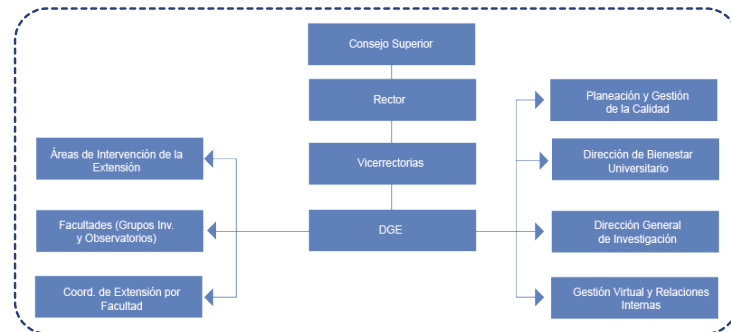 Consejo Superior
Rector
Vicerrectorias
DGE
Áreas de Intervención de la
Extensión
Facultades (Grupos Inv.
y Observatorios)
Coord. de Extensión por
Facultad
Planeación y Gestión
de la Calidad
Dirección de Bienestar
Universitario
Dirección General
de Investigación
Gestión Virtual y Relaciones
Internas